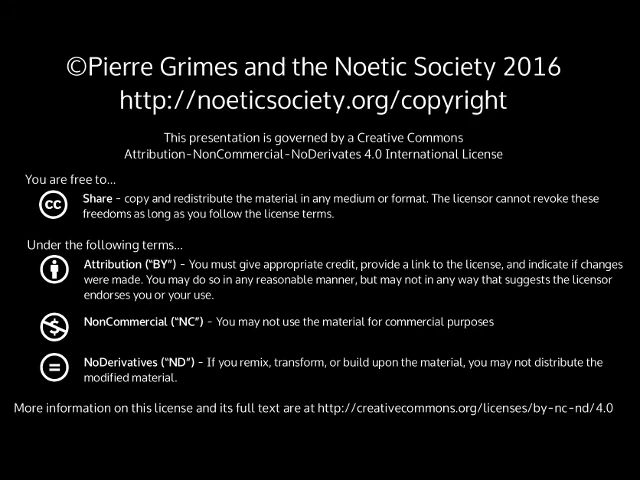 ©Pierre Grimes and the Noetic Society 2016
http://noeticsociety.org/copyright
This presentation is governed by a Creative Commons
Attribution-NonCommercial-NoDerivates 4.0 International License
You are free to...
cc
Share - copy and redistribute the material in any medium or format. The licensor cannot revoke these
freedoms as long as you follow the license terms.
Under the following terms...
Attribution ("BY") - You must give appropriate credit, provide a link to the license, and indicate if changes
were made. You may do so in any reasonable manner, but may not in any way that suggests the licensor
endorses you or your use.
NonCommercial ("NC") - You may not use the material for commercial purposes
NoDerivatives ("ND") - If you remix, transform, or build upon the material, you may not distribute the
modified material.
More information on this license and its full text are at http://creativecommons.org/licenses/by-nc-nd/4.0